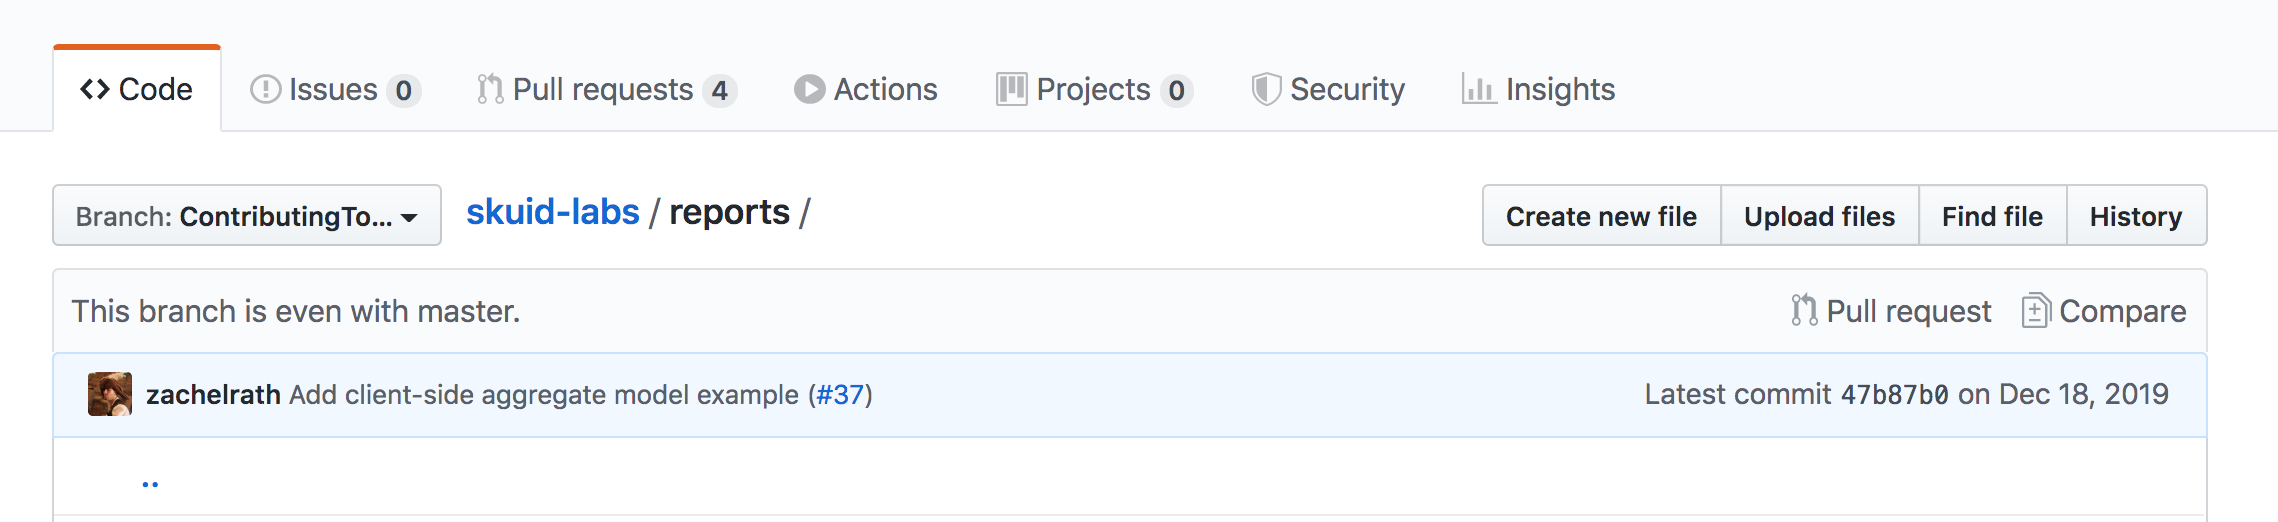 Code Issues 0 Pull requests 4 Actions Projects 0 Security Insights
Branch: ContributingTo... skuid-labs / reports / Create new file Upload files Find file History
This branch is even with master. Pull request Compare
zachelrath Add client-side aggregate model example (#37) Latest commit 47b87b0 on Dec 18, 2019
..